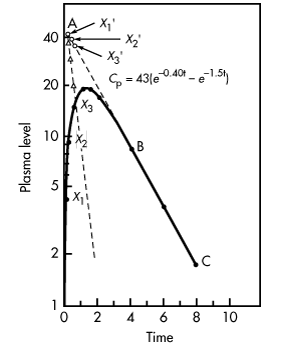 A
X₁'
X₂'
X₃'
40
Cₚ = 43(e⁻⁰·⁴⁰ᵗ – e⁻¹·⁵ᵗ)
20
X₃
10
X₂
B
5
X₁
2
C
1
0 2 4 6 8 10
Plasma level
Time